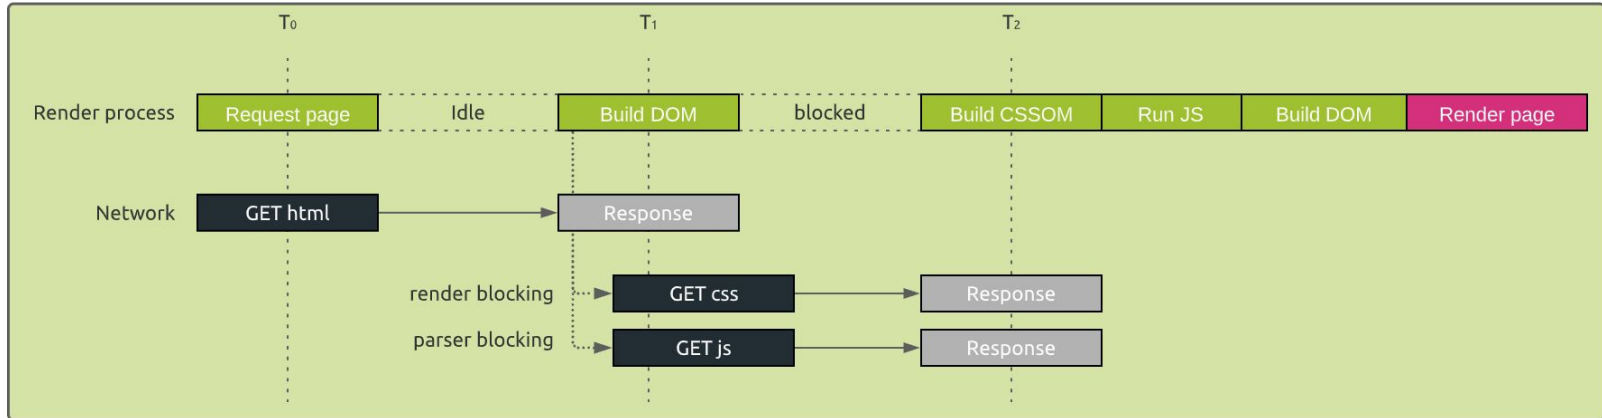 T0 T1 T2
Render process Request page Idle Build DOM blocked Build CSSOM Run JS Build DOM Render page
Network GET html Response
render blocking GET css Response
parser blocking GET js Response